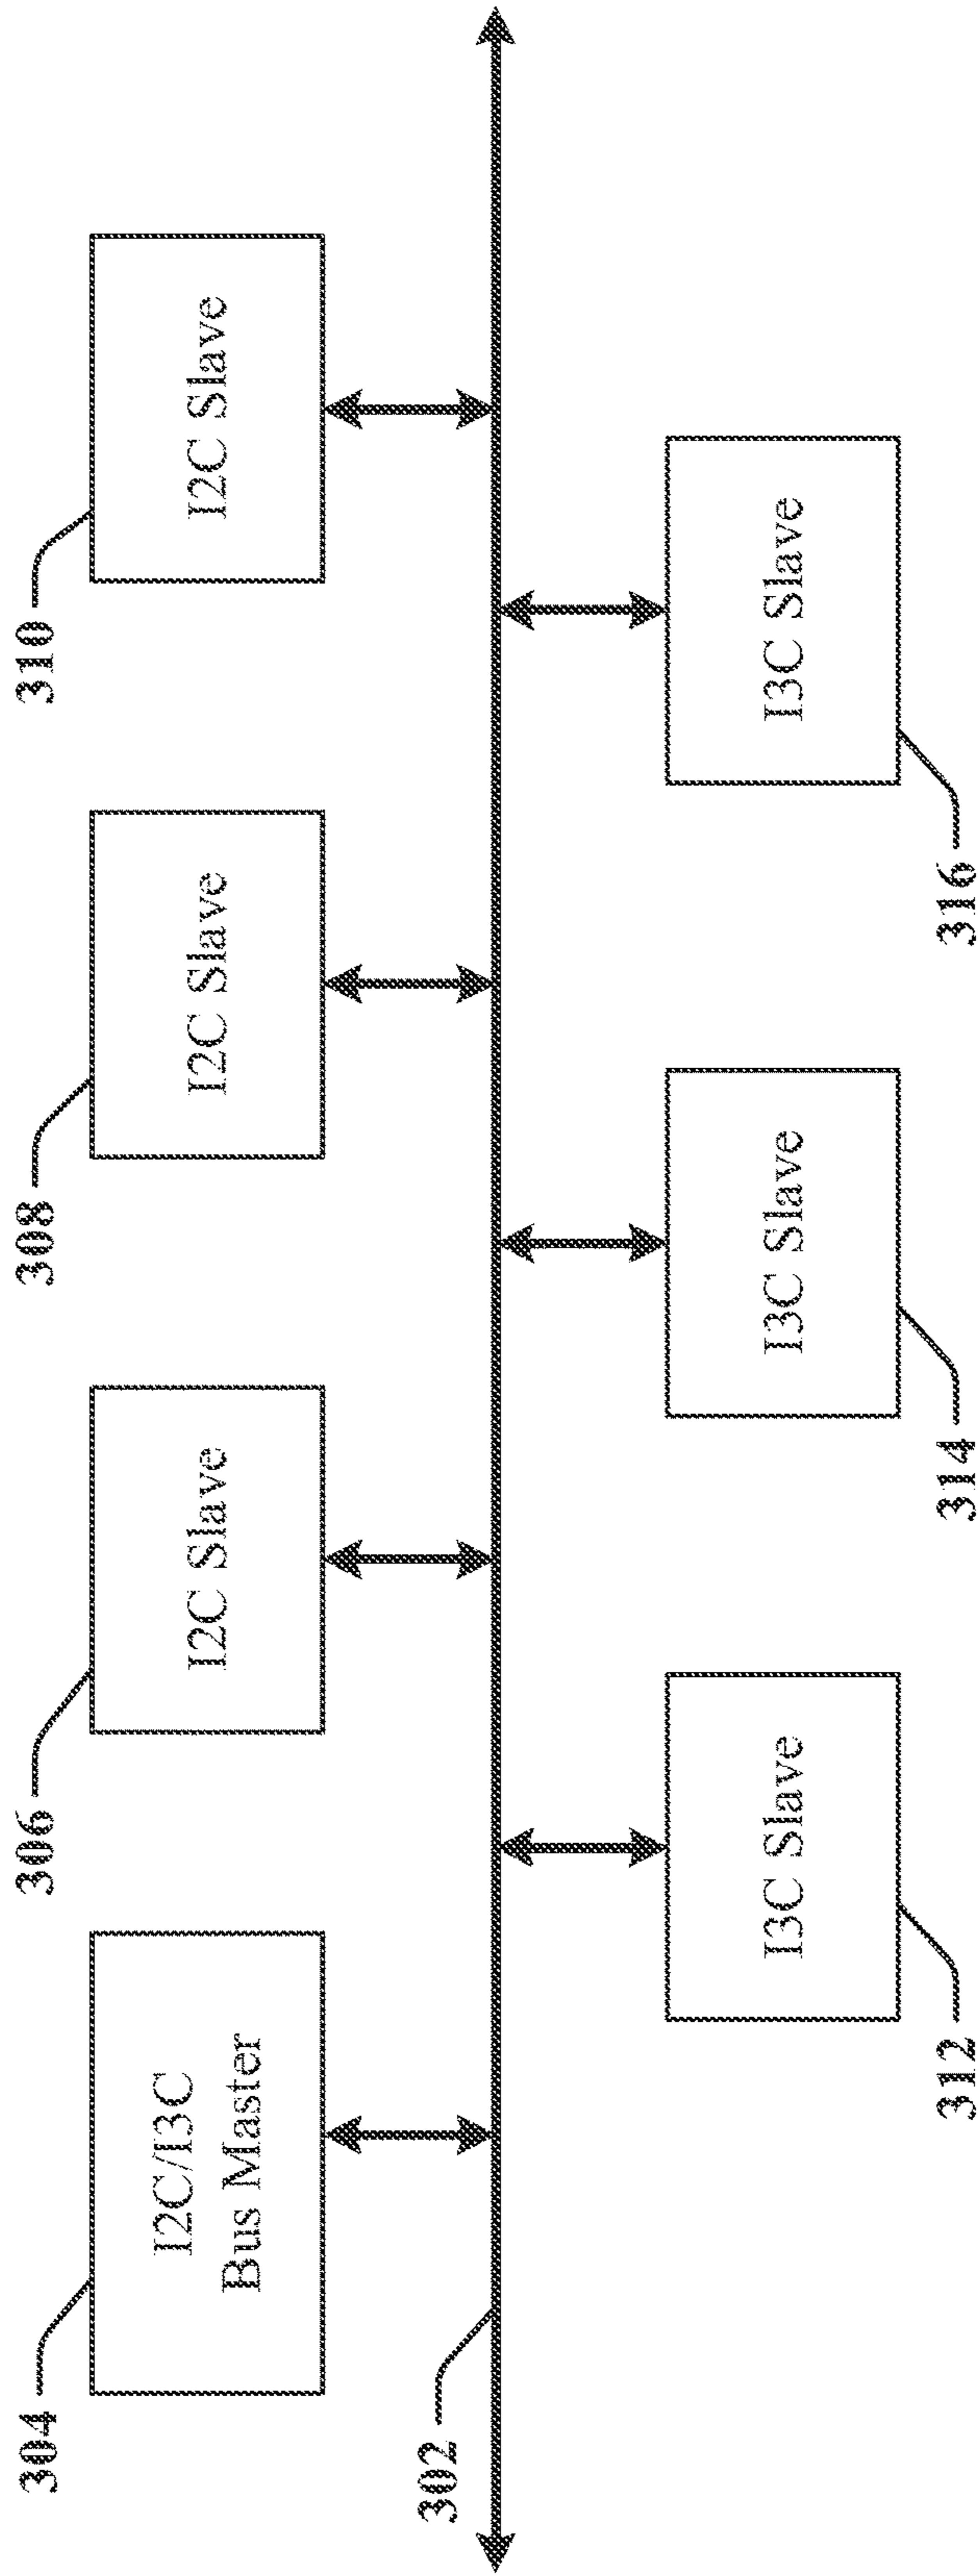 304
I2C/I3C
Bus Master
306
I2C Slave
308
I2C Slave
310
I2C Slave
302
312
I3C Slave
314
I3C Slave
316
I3C Slave